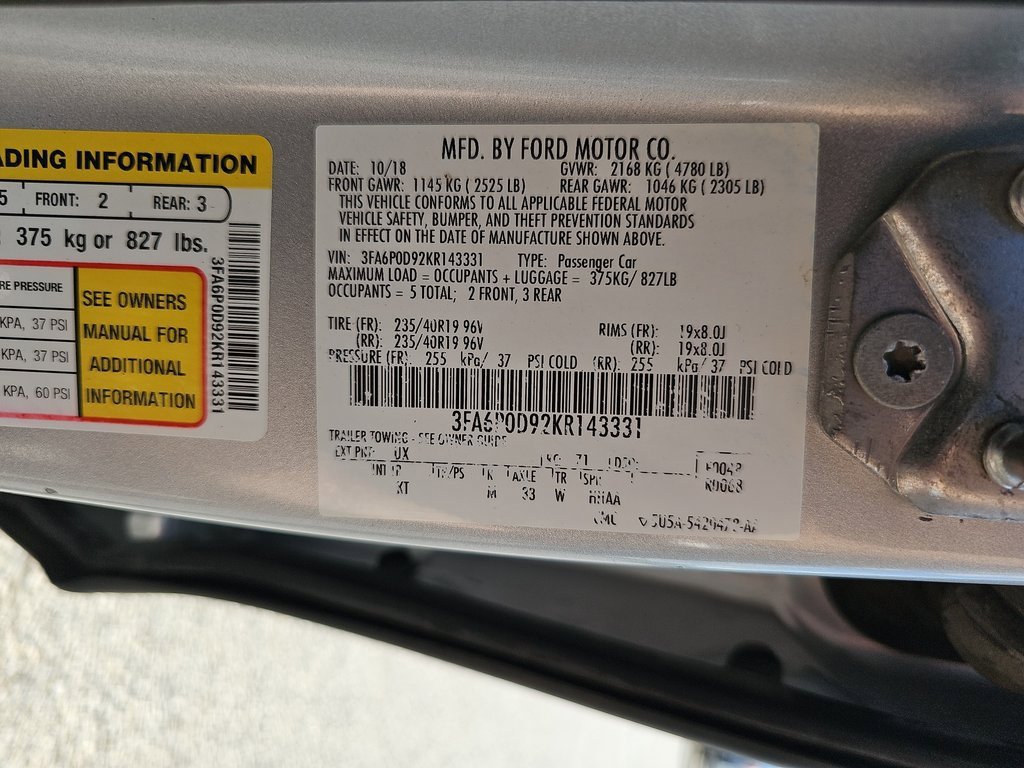 ADING INFORMATION
5 FRONT: 2 REAR: 3
375 kg or 827 lbs.
RE PRESSURE
KPA, 37 PSI
KPA, 37 PSI
KPA, 60 PSI
SEE OWNERS
MANUAL FOR
ADDITIONAL
INFORMATION
3FA6P0D92KR143331
MFD. BY FORD MOTOR CO.
DATE: 10/18 GVWR: 2168 KG ( 4780 LB)
FRONT GAWR: 1145 KG ( 2525 LB) REAR GAWR: 1046 KG ( 2305 LB)
THIS VEHICLE CONFORMS TO ALL APPLICABLE FEDERAL MOTOR
VEHICLE SAFETY, BUMPER, AND THEFT PREVENTION STANDARDS
IN EFFECT ON THE DATE OF MANUFACTURE SHOWN ABOVE.
VIN: 3FA6P0D92KR143331 TYPE: Passenger Car
MAXIMUM LOAD = OCCUPANTS + LUGGAGE = 375KG/ 827LB
OCCUPANTS = 5 TOTAL; 2 FRONT, 3 REAR
TIRE (FR): 235/40R19 96V RIMS (FR): 19x8.0J
(RR): 235/40R19 96V (RR): 19x8.0J
PRESSURE (FR): 255 kPa/ 37 PSI COLD (RR): 255 kPa/ 37 PSI COLD
3FA6P0D92KR143331
TRAILER TOWING - SEE OWNER GUIDE
EXT PNT: UX 71
AXLE TR SPR
KT M 33 W HHAA